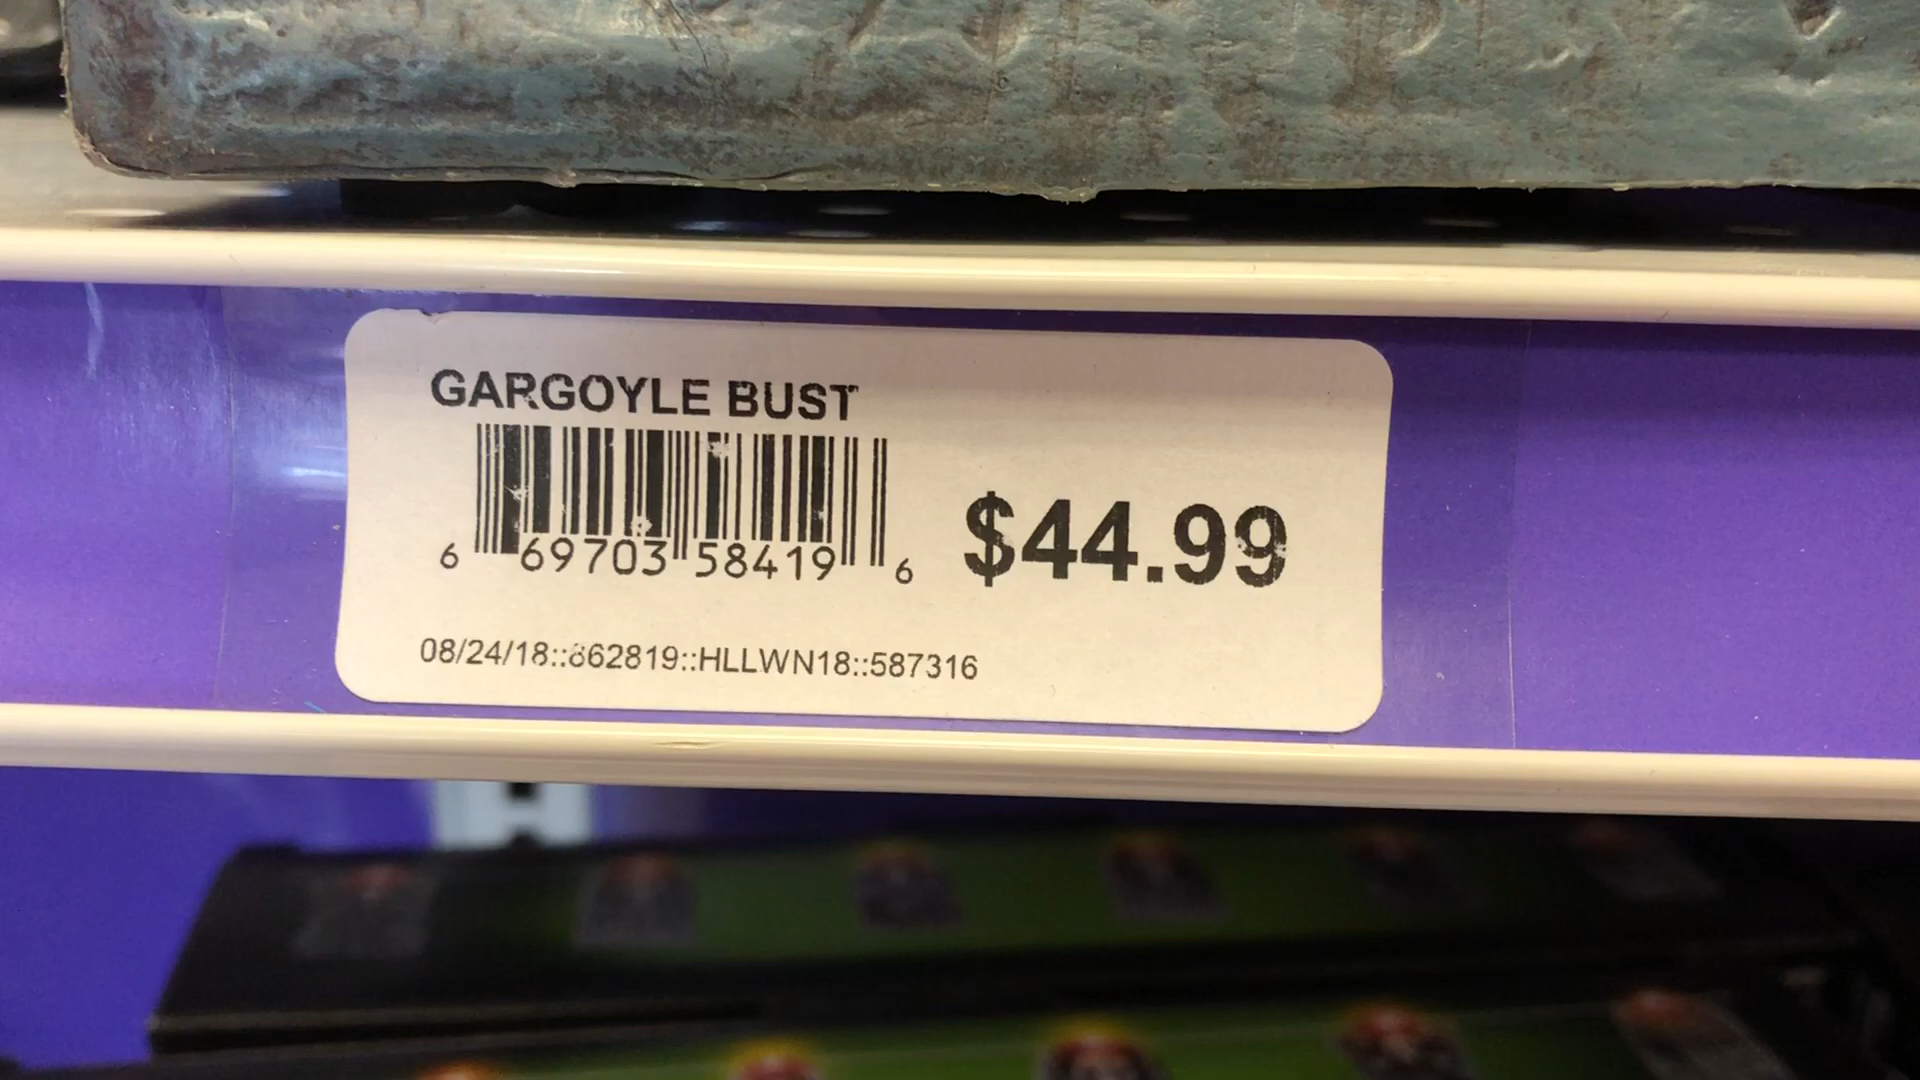 GARGOYLE BUST
6 69703 58419 6
$44.99
08/24/18::862819::HLLWN18::587316